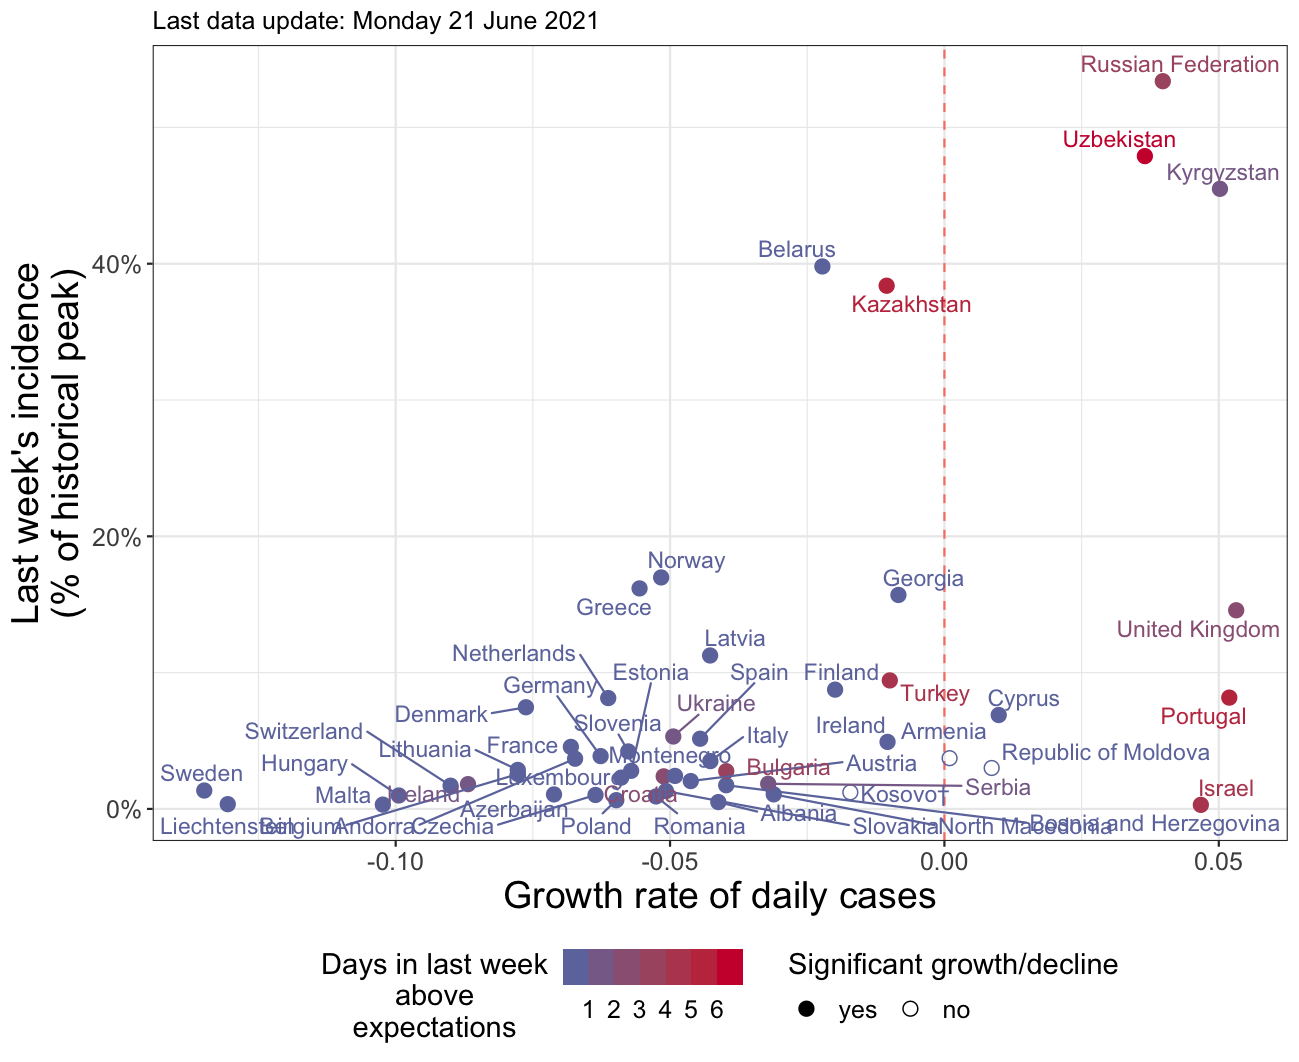 Last data update: Monday 21 June 2021
Last week's incidence
(% of historical peak)
40%
20%
0%
Russian Federation
Uzbekistan
Kyrgyzstan
Belarus
Kazakhstan
Norway
Georgia
Greece
United Kingdom
Latvia
Netherlands
Estonia
Spain
Finland
Germany
Turkey
Cyprus
Ukraine
Denmark
Portugal
Slovenia
Ireland
Armenia
Switzerland
Italy
Lithuania
France
Montenegro
Republic of Moldova
Hungary
Austria
Bulgaria
Sweden
Luxembourg
Serbia
Israel
Malta
Iceland
Croatia
Kosovo
Azerbaijan
Albania
Liechtenstein
Belgium
Andorra
Czechia
Poland
Romania
Slovakia
North Macedonia
Bosnia and Herzegovina
-0.10
-0.05
0.00
0.05
Growth rate of daily cases
Days in last week
above
expectations
1 2 3 4 5 6
Significant growth/decline
yes
no